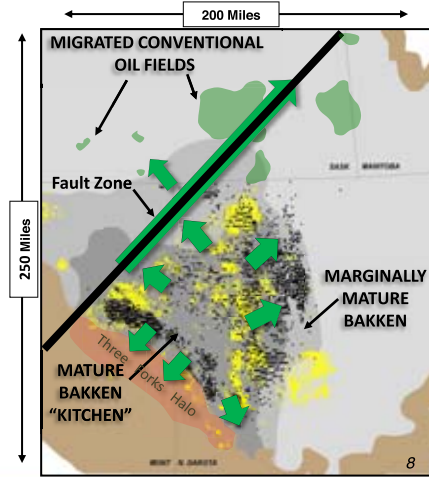 200 Miles
MIGRATED CONVENTIONAL
OIL FIELDS
SASK MANITOBA
Fault Zone
250 Miles
MARGINALLY
MATURE
BAKKEN
Three Forks Halo
MATURE
BAKKEN
“KITCHEN”
MONT N DAKOTA
8